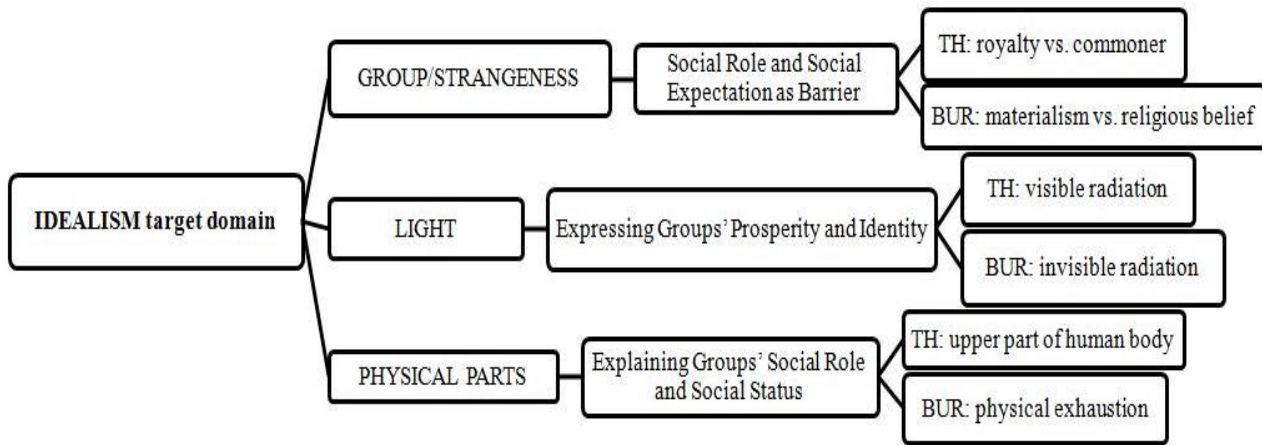 IDEALISM target domain
GROUP/STRANGENESS
Social Role and Social
Expectation as Barrier
TH: royalty vs. commoner
BUR: materialism vs. religious belief
LIGHT
Expressing Groups’ Prosperity and Identity
TH: visible radiation
BUR: invisible radiation
PHYSICAL PARTS
Explaining Groups’ Social Role
and Social Status
TH: upper part of human body
BUR: physical exhaustion